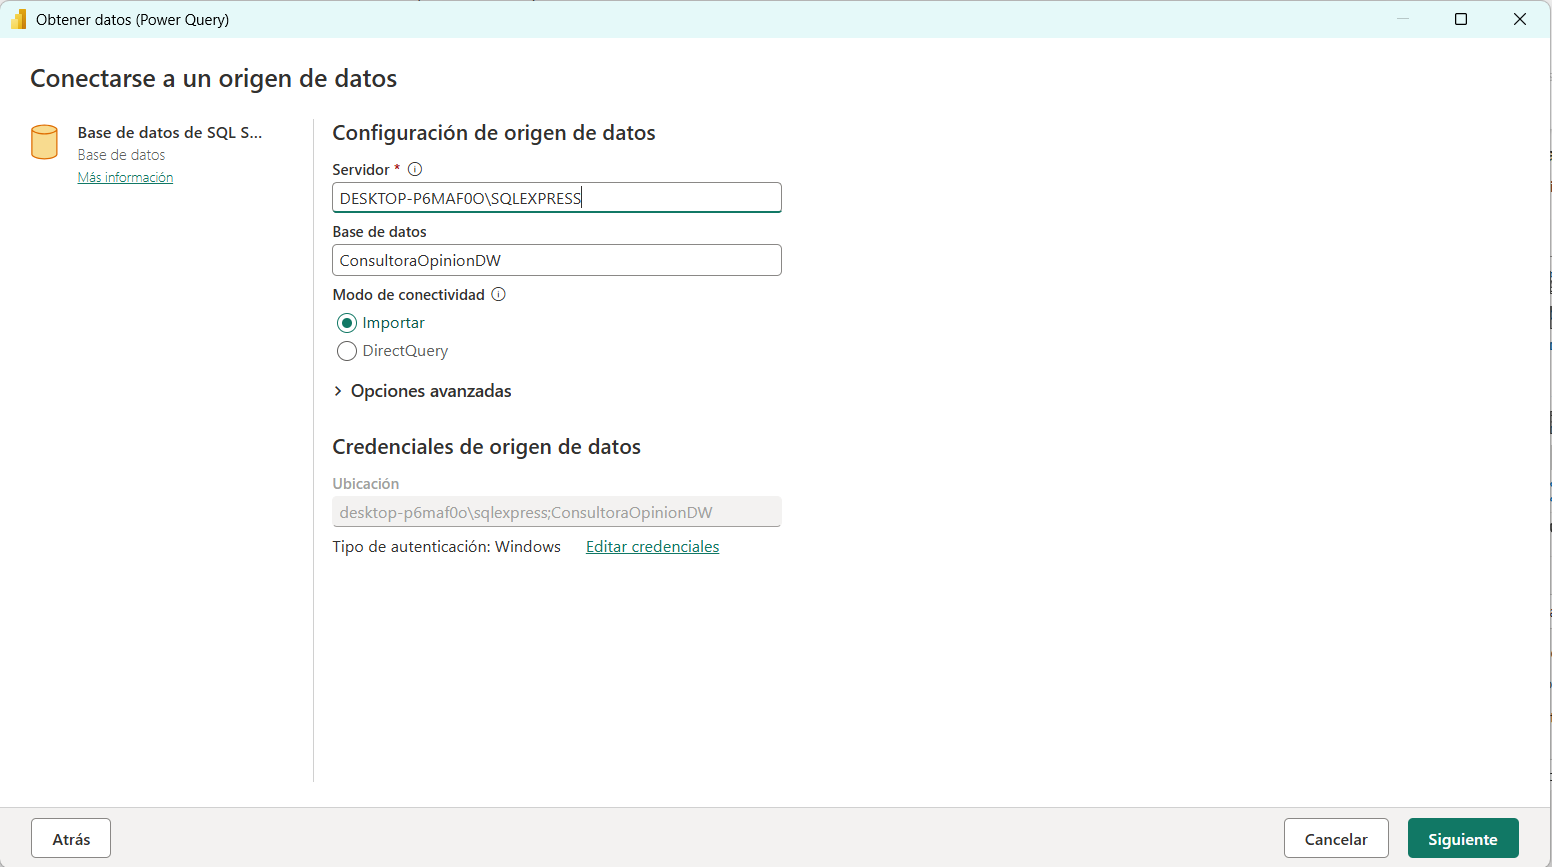 Obtener datos (Power Query)
Conectarse a un origen de datos
Base de datos de SQL S...
Base de datos
Más información
Configuración de origen de datos
Servidor *
DESKTOP-P6MAF0O\SQLEXPRESS
Base de datos
ConsultoraOpinionDW
Modo de conectividad
Importar
DirectQuery
Opciones avanzadas
Credenciales de origen de datos
Ubicación
desktop-p6maf0o\sqlexpress;ConsultoraOpinionDW
Tipo de autenticación: Windows Editar credenciales
Atrás Cancelar Siguiente